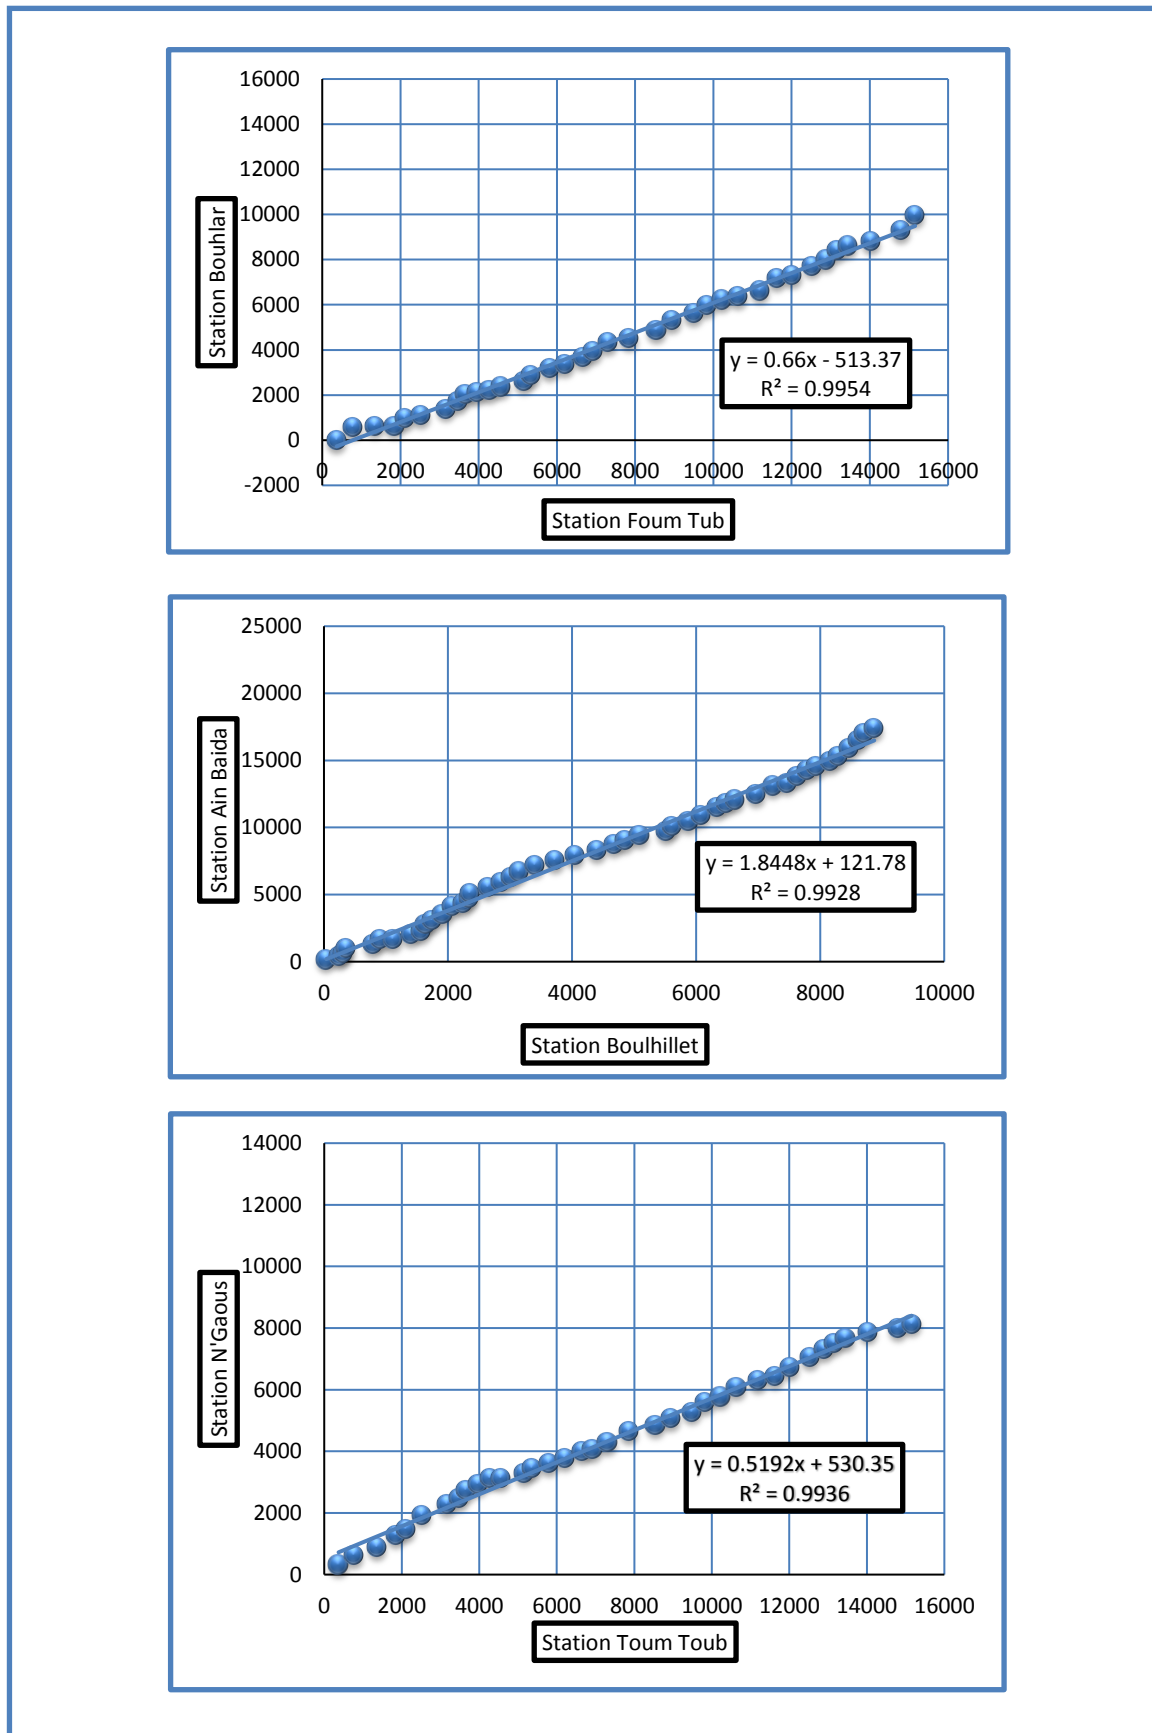 16000
14000
12000
10000
8000
6000
4000
2000
0
-2000
0 2000 4000 6000 8000 10000 12000 14000 16000
Station Bouhlar
y = 0.66x - 513.37
R² = 0.9954
Station Foum Tub
25000
20000
15000
10000
5000
0
0 2000 4000 6000 8000 10000
Station Ain Baida
y = 1.8448x + 121.78
R² = 0.9928
Station Boulhillet
14000
12000
10000
8000
6000
4000
2000
0
0 2000 4000 6000 8000 10000 12000 14000 16000
Station N'Gaous
y = 0.5192x + 530.35
R² = 0.9936
Station Toum Toub